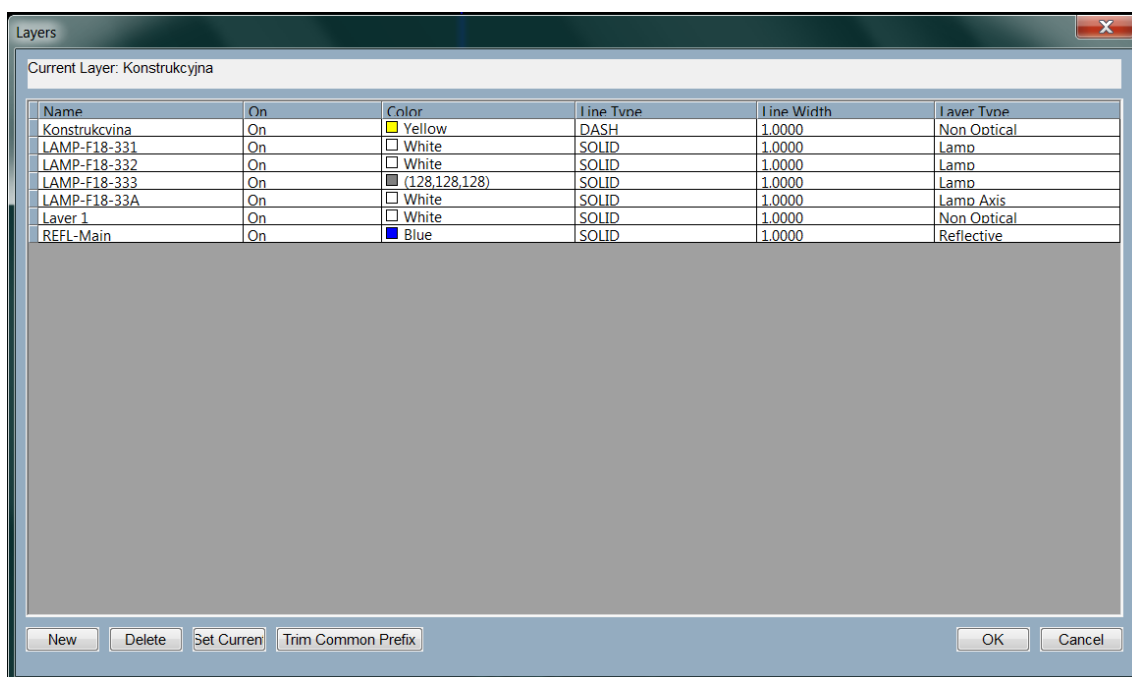 Layers
Current Layer: Konstrukcyjna
Name On Color Line Type Line Width Layer Type
Konstrukcyjna On Yellow DASH 1.0000 Non Optical
LAMP-F18-331 On White SOLID 1.0000 Lamp
LAMP-F18-332 On White SOLID 1.0000 Lamp
LAMP-F18-333 On (128,128,128) SOLID 1.0000 Lamp
LAMP-F18-33A On White SOLID 1.0000 Lamp Axis
Layer 1 On White SOLID 1.0000 Non Optical
REFL-Main On Blue SOLID 1.0000 Reflective
New Delete Set Current Trim Common Prefix OK Cancel